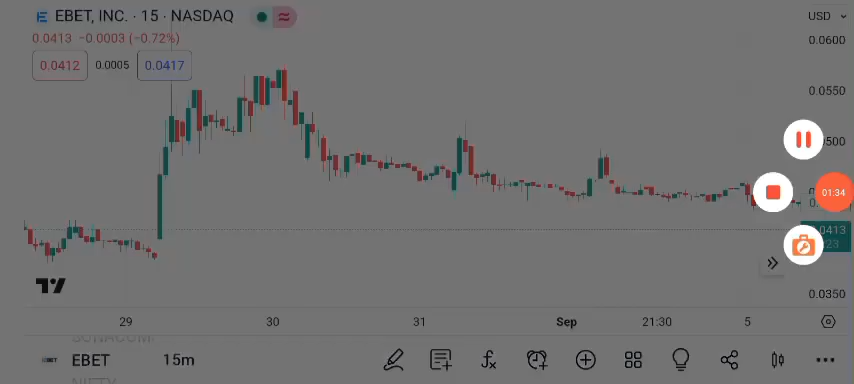 EBET, INC. · 15 · NASDAQ
USD
0.0413 −0.0003 (−0.72%)
0.0412
0.0005
0.0417
0.0600
0.0550
0.0500
01:34
0.0413
0.0350
29
30
31
Sep
21:30
5
SONACOMS
EBET
15m
NIFTY